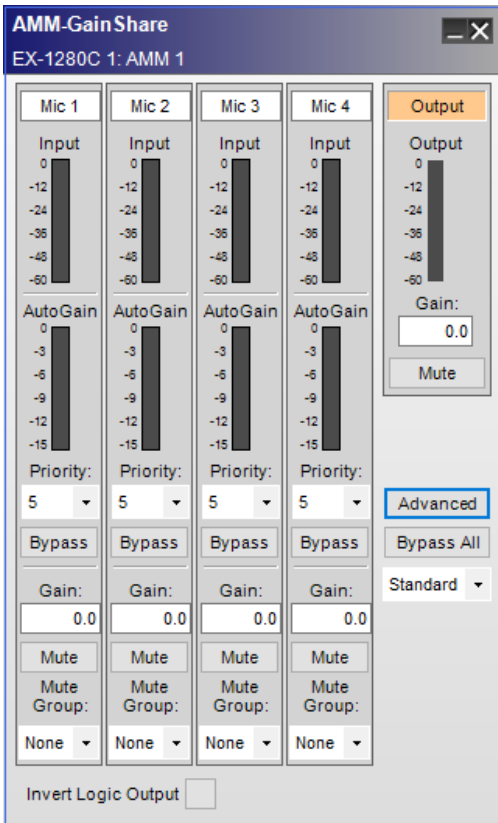 AMM-GainShare
EX-1280C 1: AMM 1
Mic 1 Mic 2 Mic 3 Mic 4 Output
Input Input Input Input Output
0 0 0 0 0
-12 -12 -12 -12 -12
-24 -24 -24 -24 -24
-36 -36 -36 -36 -36
-48 -48 -48 -48 -48
-60 -60 -60 -60 -60
Gain:
AutoGain AutoGain AutoGain AutoGain
0 0 0 0
0.0
-3 -3 -3 -3
-6 -6 -6 -6 Mute
-9 -9 -9 -9
-12 -12 -12 -12
-15 -15 -15 -15
Priority: Priority: Priority: Priority:
5 5 5 5 Advanced
Bypass Bypass Bypass Bypass Bypass All
Gain: Gain: Gain: Gain: Standard
0.0 0.0 0.0 0.0
Mute Mute Mute Mute
Mute Mute Mute Mute
Group: Group: Group: Group:
None None None None
Invert Logic Output